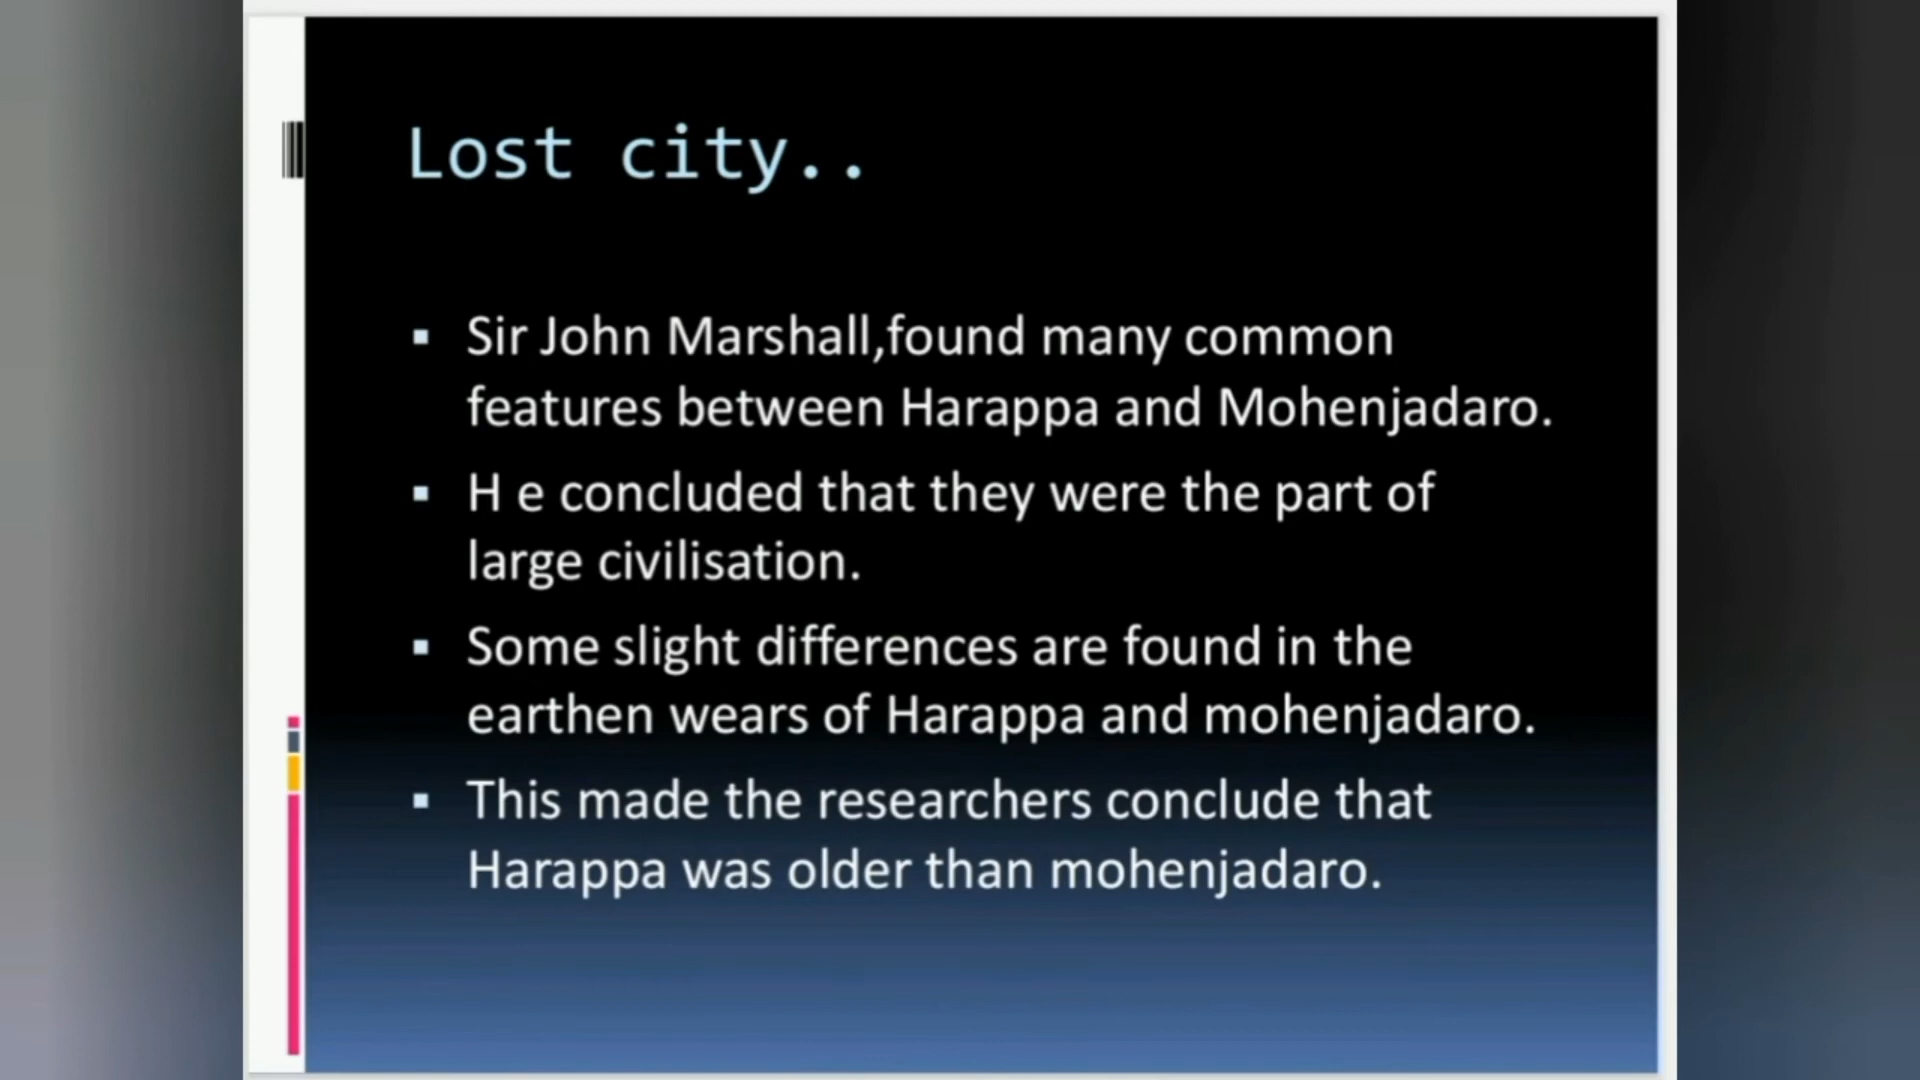 Lost city..
Sir John Marshall,found many common
features between Harappa and Mohenjadaro.
H e concluded that they were the part of
large civilisation.
Some slight differences are found in the
earthen wears of Harappa and mohenjadaro.
This made the researchers conclude that
Harappa was older than mohenjadaro.